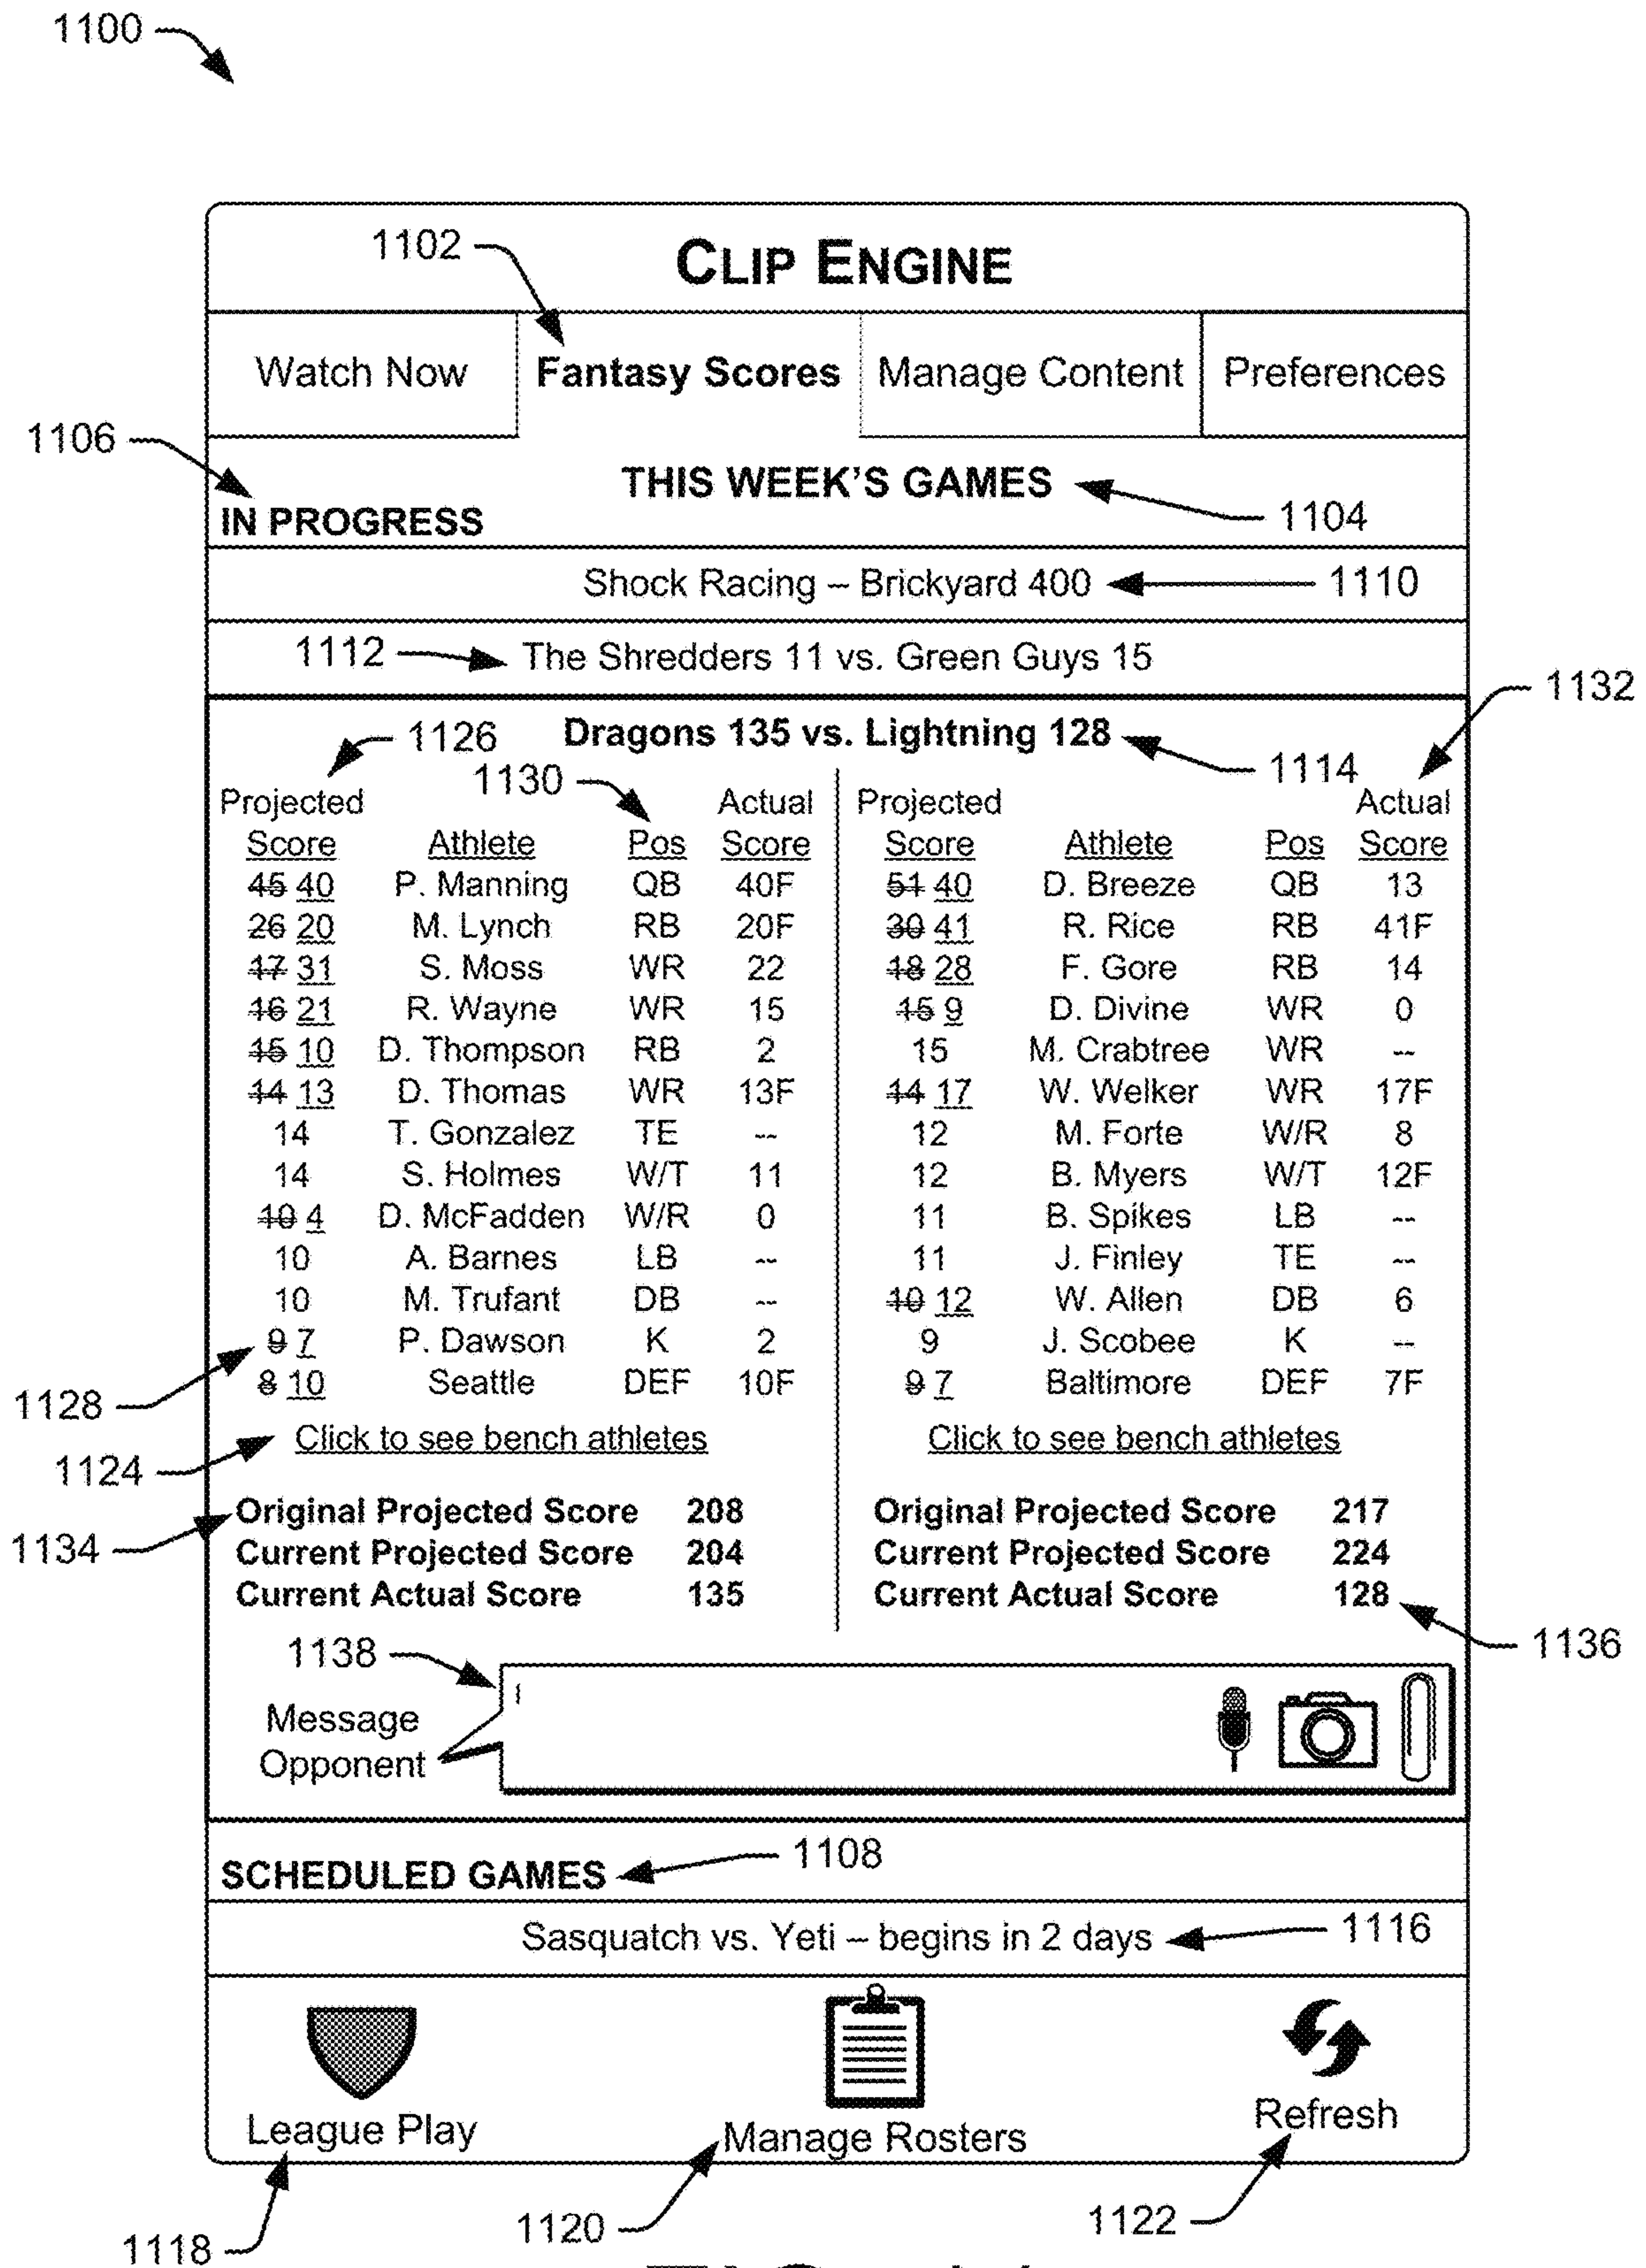 1100
1102
CLIP ENGINE
Watch Now Fantasy Scores Manage Content Preferences
1106
THIS WEEK'S GAMES
1104
IN PROGRESS
Shock Racing – Brickyard 400 1110
1112 The Shredders 11 vs. Green Guys 15
1132
1126 Dragons 135 vs. Lightning 128
1130 1114
Projected Actual Projected Actual
Score Athlete Pos Score Score Athlete Pos Score
45 40 P. Manning QB 40F 51 40 D. Breeze QB 13
26 20 M. Lynch RB 20F 30 41 R. Rice RB 41F
17 31 S. Moss WR 22 18 28 F. Gore RB 14
16 21 R. Wayne WR 15 15 9 D. Divine WR 0
15 10 D. Thompson RB 2 15 M. Crabtree WR --
14 13 D. Thomas WR 13F 14 17 W. Welker WR 17F
14 T. Gonzalez TE -- 12 M. Forte W/R 8
14 S. Holmes W/T 11 12 B. Myers W/T 12F
10 4 D. McFadden W/R 0 11 B. Spikes LB --
10 A. Barnes LB -- 11 J. Finley TE --
10 M. Trufant DB -- 10 12 W. Allen DB 6
9 7 P. Dawson K 2 9 J. Scobee K --
8 10 Seattle DEF 10F 9 7 Baltimore DEF 7F
1128
Click to see bench athletes Click to see bench athletes
1124
Original Projected Score 208 Original Projected Score 217
1134
Current Projected Score 204 Current Projected Score 224
Current Actual Score 135 Current Actual Score 128
1136
1138
Message
Opponent
1108
SCHEDULED GAMES
Sasquatch vs. Yeti – begins in 2 days 1116
League Play Manage Rosters Refresh
1118 1120 1122